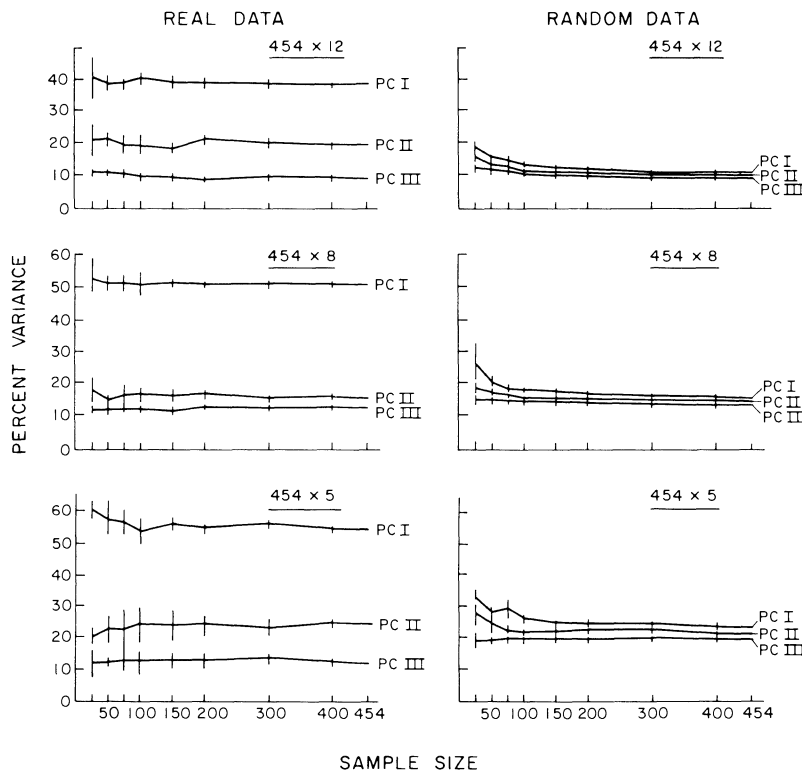 REAL DATA
RANDOM DATA
454 × 12
40
30
20
10
0
PC I
PC II
PC III
454 × 12
PC I
PC II
PC III
PERCENT VARIANCE
454 × 8
60
50
40
30
20
10
0
PC I
PC II
PC III
454 × 8
PC I
PC II
PC II
454 × 5
60
50
40
30
20
10
0
PC I
PC II
PC III
50 100 150 200 300 400 454
454 × 5
PC I
PC II
PC III
50 100 150 200 300 400 454
SAMPLE SIZE